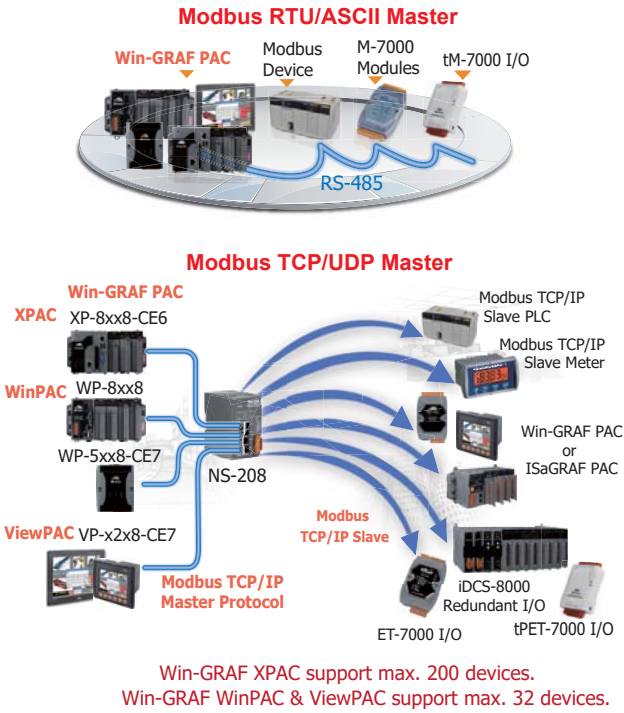 Modbus RTU/ASCII Master
Win-GRAF PAC
Modbus
Device
M-7000
Modules
tM-7000 I/O
RS-485
Modbus TCP/UDP Master
Win-GRAF PAC
XPAC XP-8xx8-CE6
WinPAC WP-8xx8
WP-5xx8-CE7
ViewPAC VP-x2x8-CE7
NS-208
Modbus TCP/IP
Master Protocol
Modbus
TCP/IP Slave
Modbus TCP/IP
Slave PLC
Modbus TCP/IP
Slave Meter
Win-GRAF PAC
or
ISaGRAF PAC
iDCS-8000
Redundant I/O
ET-7000 I/O
tPET-7000 I/O
Win-GRAF XPAC support max. 200 devices.
Win-GRAF WinPAC & ViewPAC support max. 32 devices.